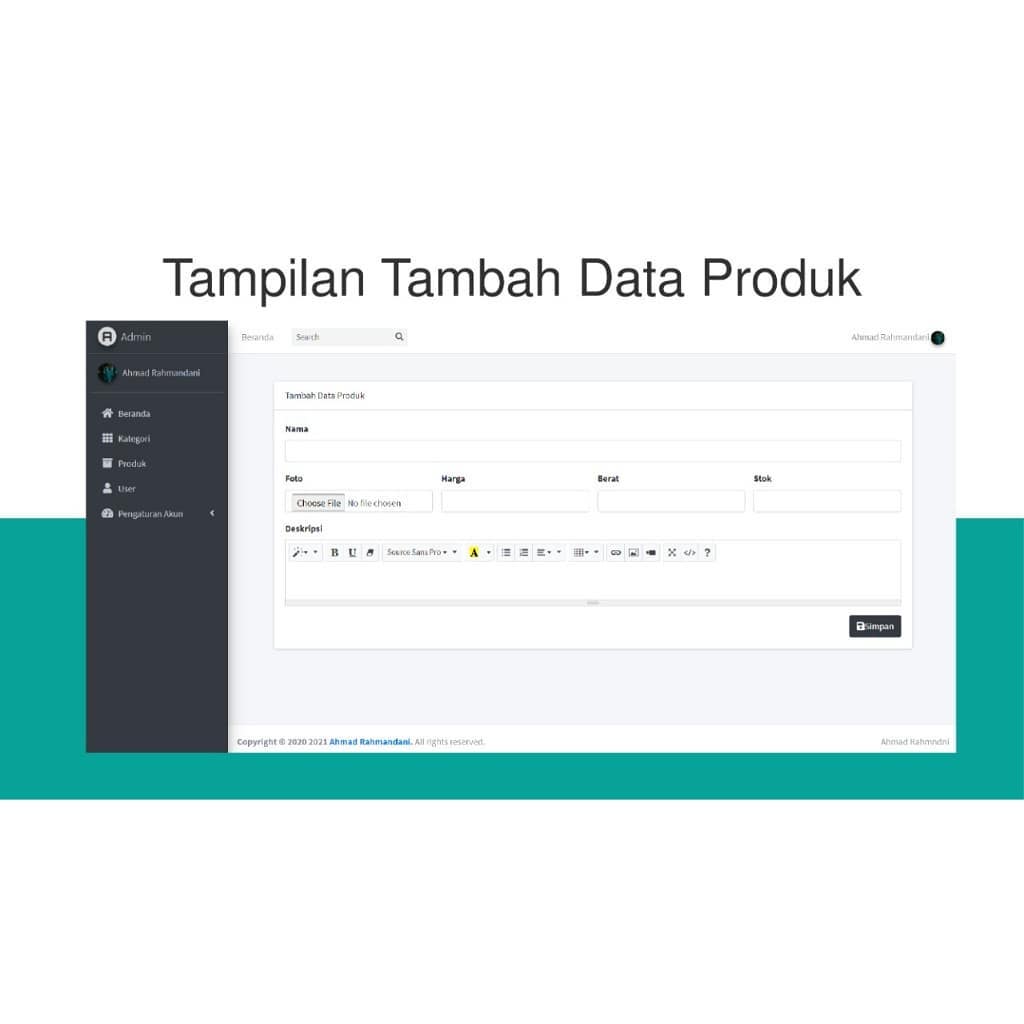 Tampilan Tambah Data Produk
Admin
Beranda
Search
Ahmad Rahmandani
Ahmad Rahmandani
Beranda
Kategori
Produk
User
Pengaturan Akun
Tambah Data Produk
Nama
Foto
Harga
Berat
Stok
Choose File No file chosen
Deskripsi
B U Source Sans Pro A </> ?
Simpan
Copyright © 2020 2021 Ahmad Rahmandani. All rights reserved.
Ahmad Rahmndni